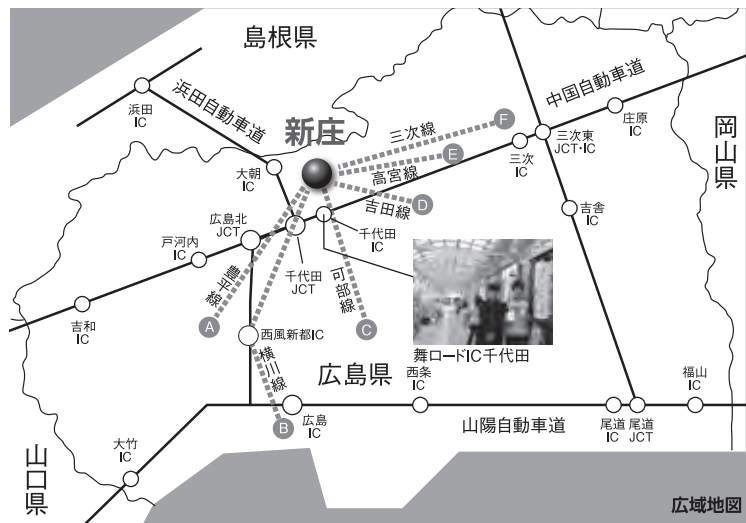 島根県
中国自動車道
浜田
IC
浜田自動車道
新庄
三次線
F
庄原
IC
三次東
JCT・IC
三次
IC
岡山県
E
高宮線
大朝
IC
D
吉田線
吉舎
IC
広島北
JCT
千代田
IC
戸河内
IC
千代田
JCT
豊平線
可部線
A
C
吉和
IC
西風新都IC
舞ロードIC千代田
横川線
広島県
西条
IC
福山
IC
B
広島
IC
山陽自動車道
尾道
IC
尾道
JCT
大竹
IC
山口県
広域地図